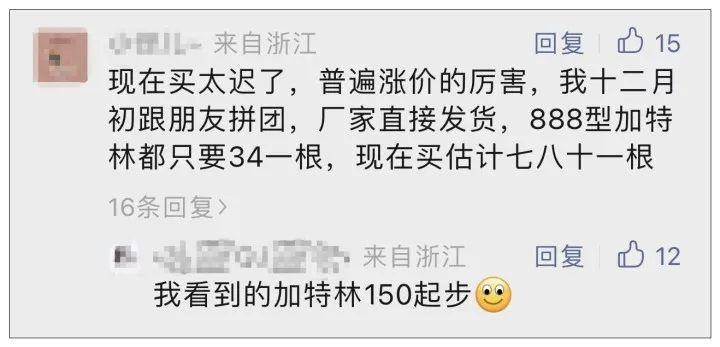 来自浙江 回复 15
现在买太迟了，普遍涨价的厉害，我十二月
初跟朋友拼团，厂家直接发货，888型加特
林都只要34一根，现在买估计七八十一根
16条回复>
来自浙江 回复 12
我看到的加特林150起步